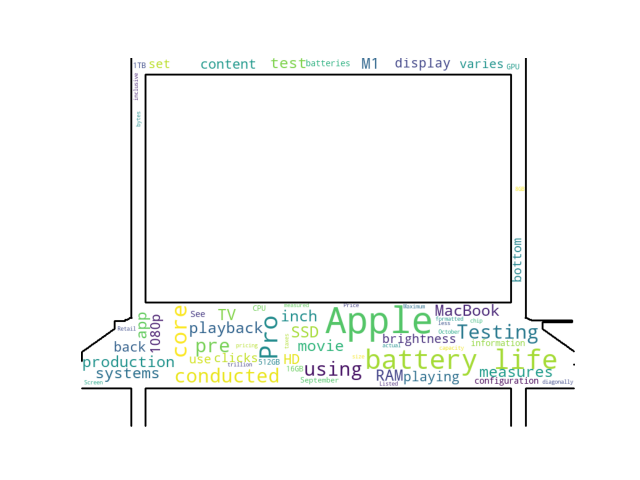 1TB set content test batteries M1 display varies GPU
inclusive
bytes
bottom
measured Price Maximum
core See TV CPU inch Apple MacBook
app 1080p Pro formatted chip
Retail playback SSD less Testing
October
back pre pricing tests movie actual brightness information
production use clicks trillion 512GB HD battery life
systems conducted 16GB using RAM playing measures
Screen September Listed configuration diagonally